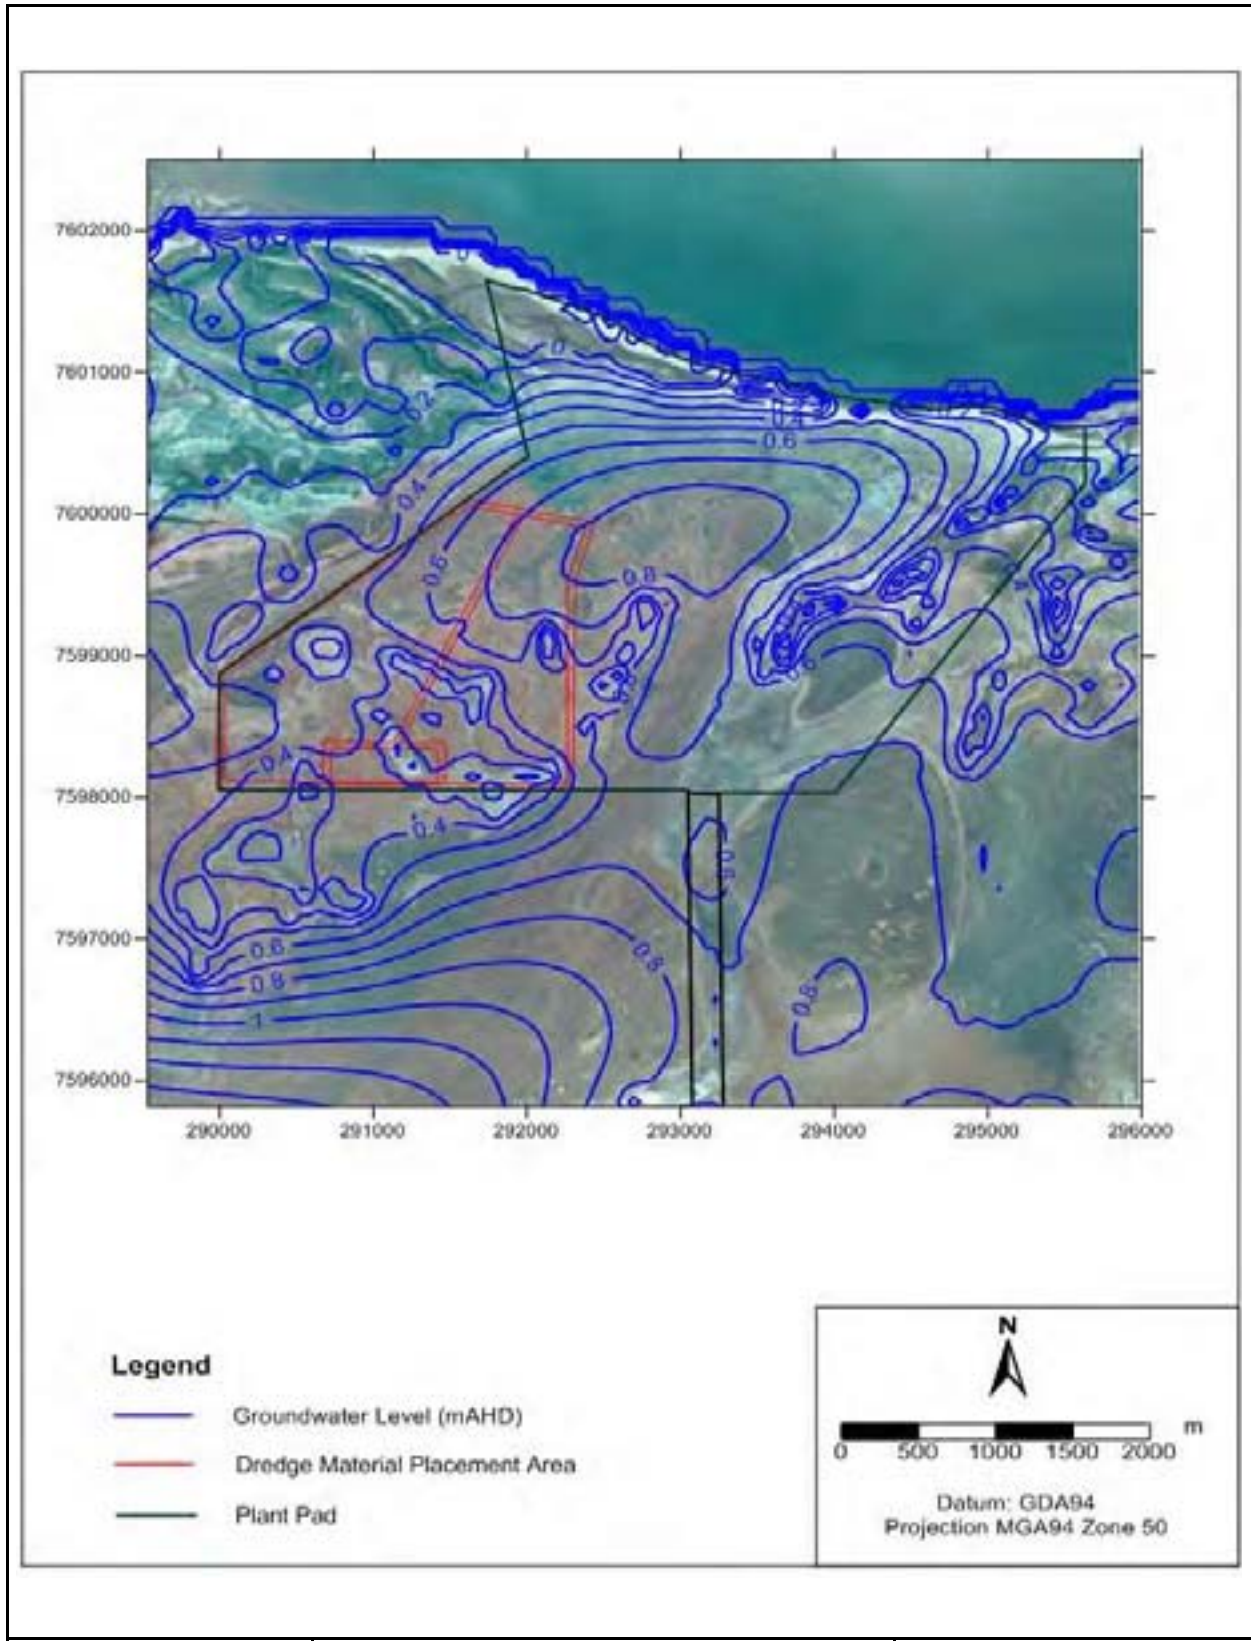 7602000
0
7601000
0
0.2
0.2
0.4
0.6
0.4
7600000
0.6
0.8
7599000
0.4
7598000
0.4
7597000
0.6
0.8
0.8
0.8
1
7596000
290000 291000 292000 293000 294000 295000 296000
Legend
Groundwater Level (mAHD)
Dredge Material Placement Area
Plant Pad
N
m
0 500 1000 1500 2000
Datum: GDA94
Projection MGA94 Zone 50